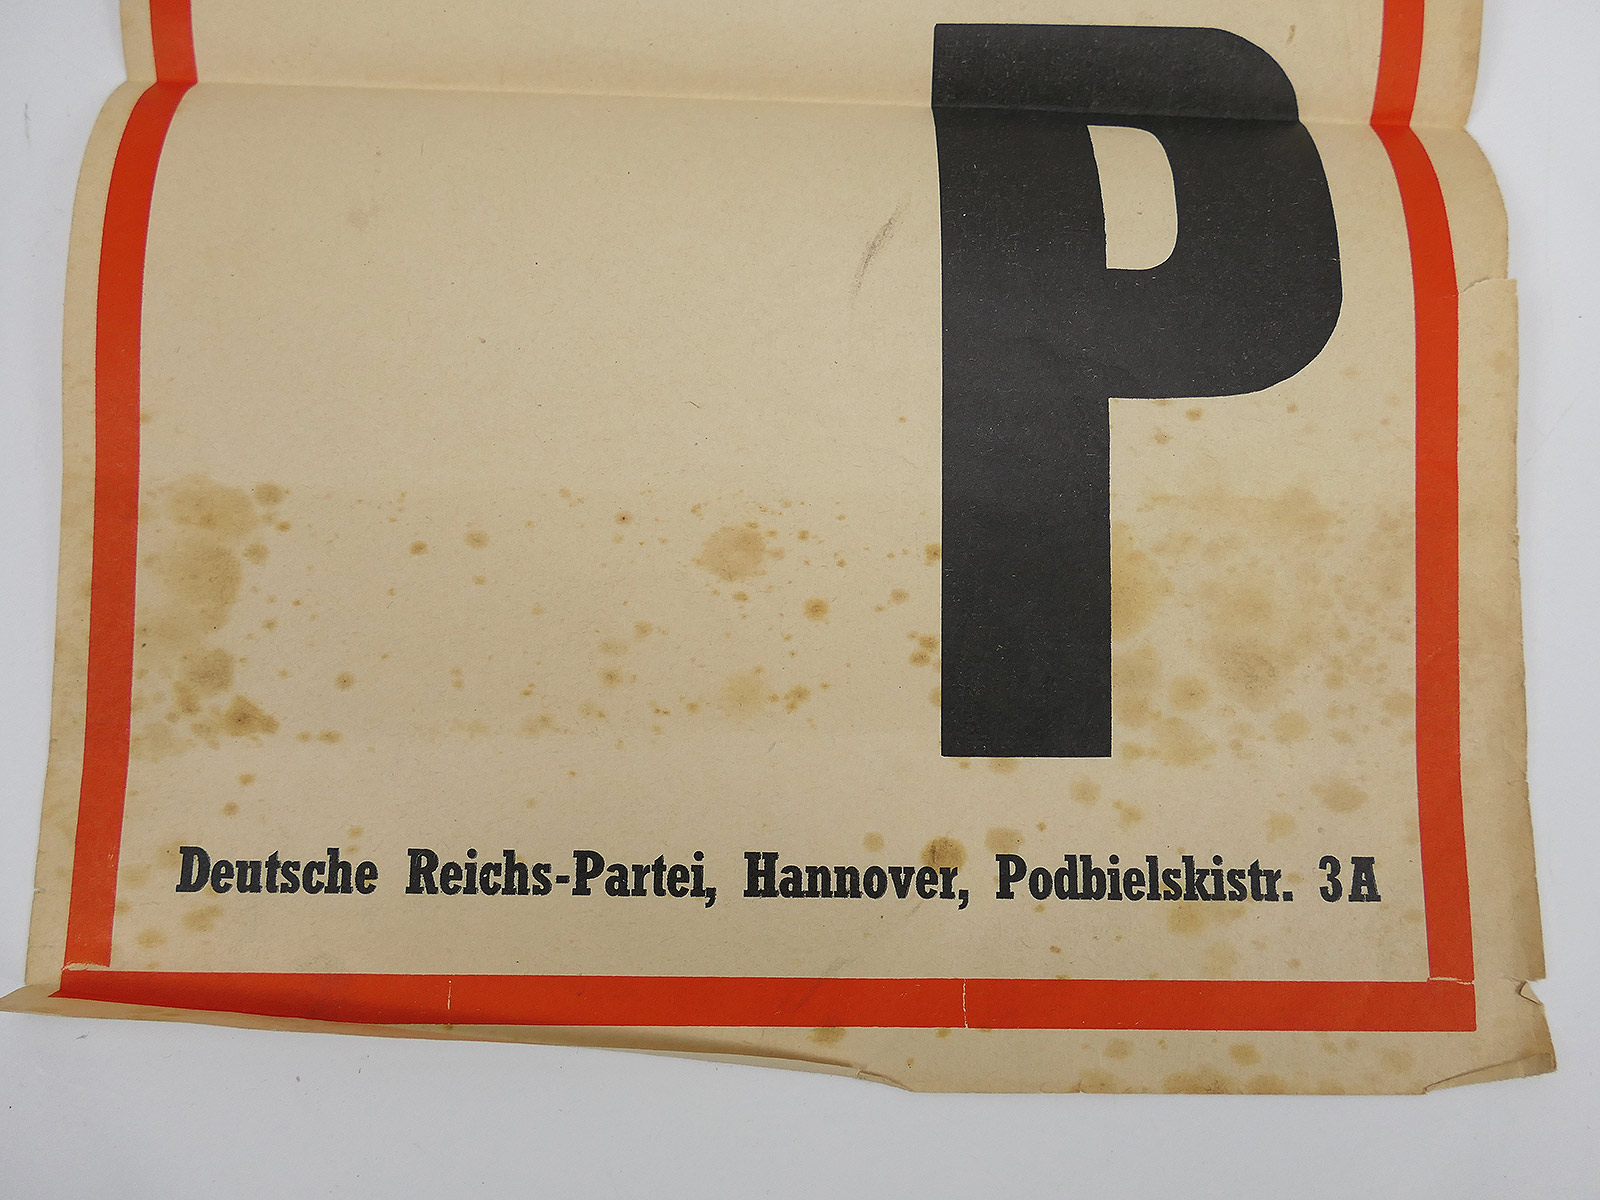 P
Deutsche Reichs-Partei, Hannover, Podbielskistr. 3A